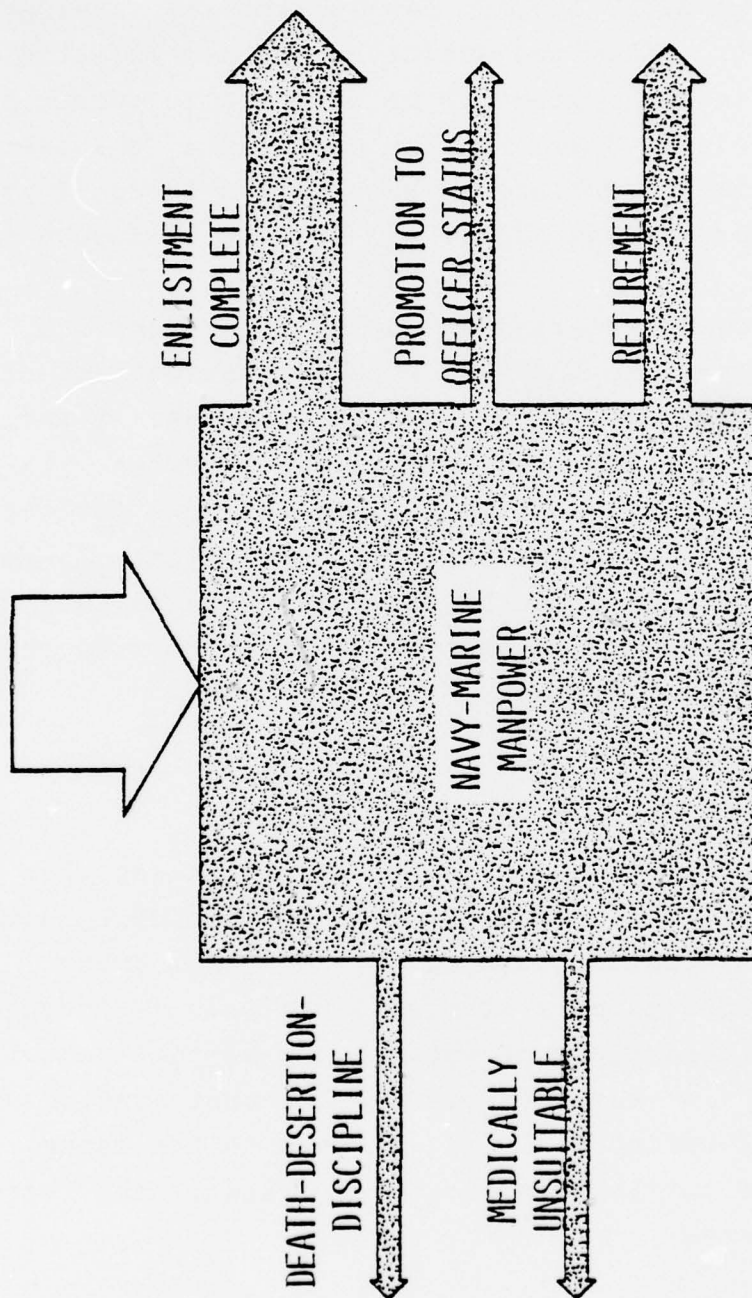 ENLISTMENT
COMPLETE
DEATH-DESERTION-
DISCIPLINE
PROMOTION TO
OFFICER STATUS
NAVY-MARINE
MANPOWER
MEDICALLY
UNSUITABLE
RETIREMENT